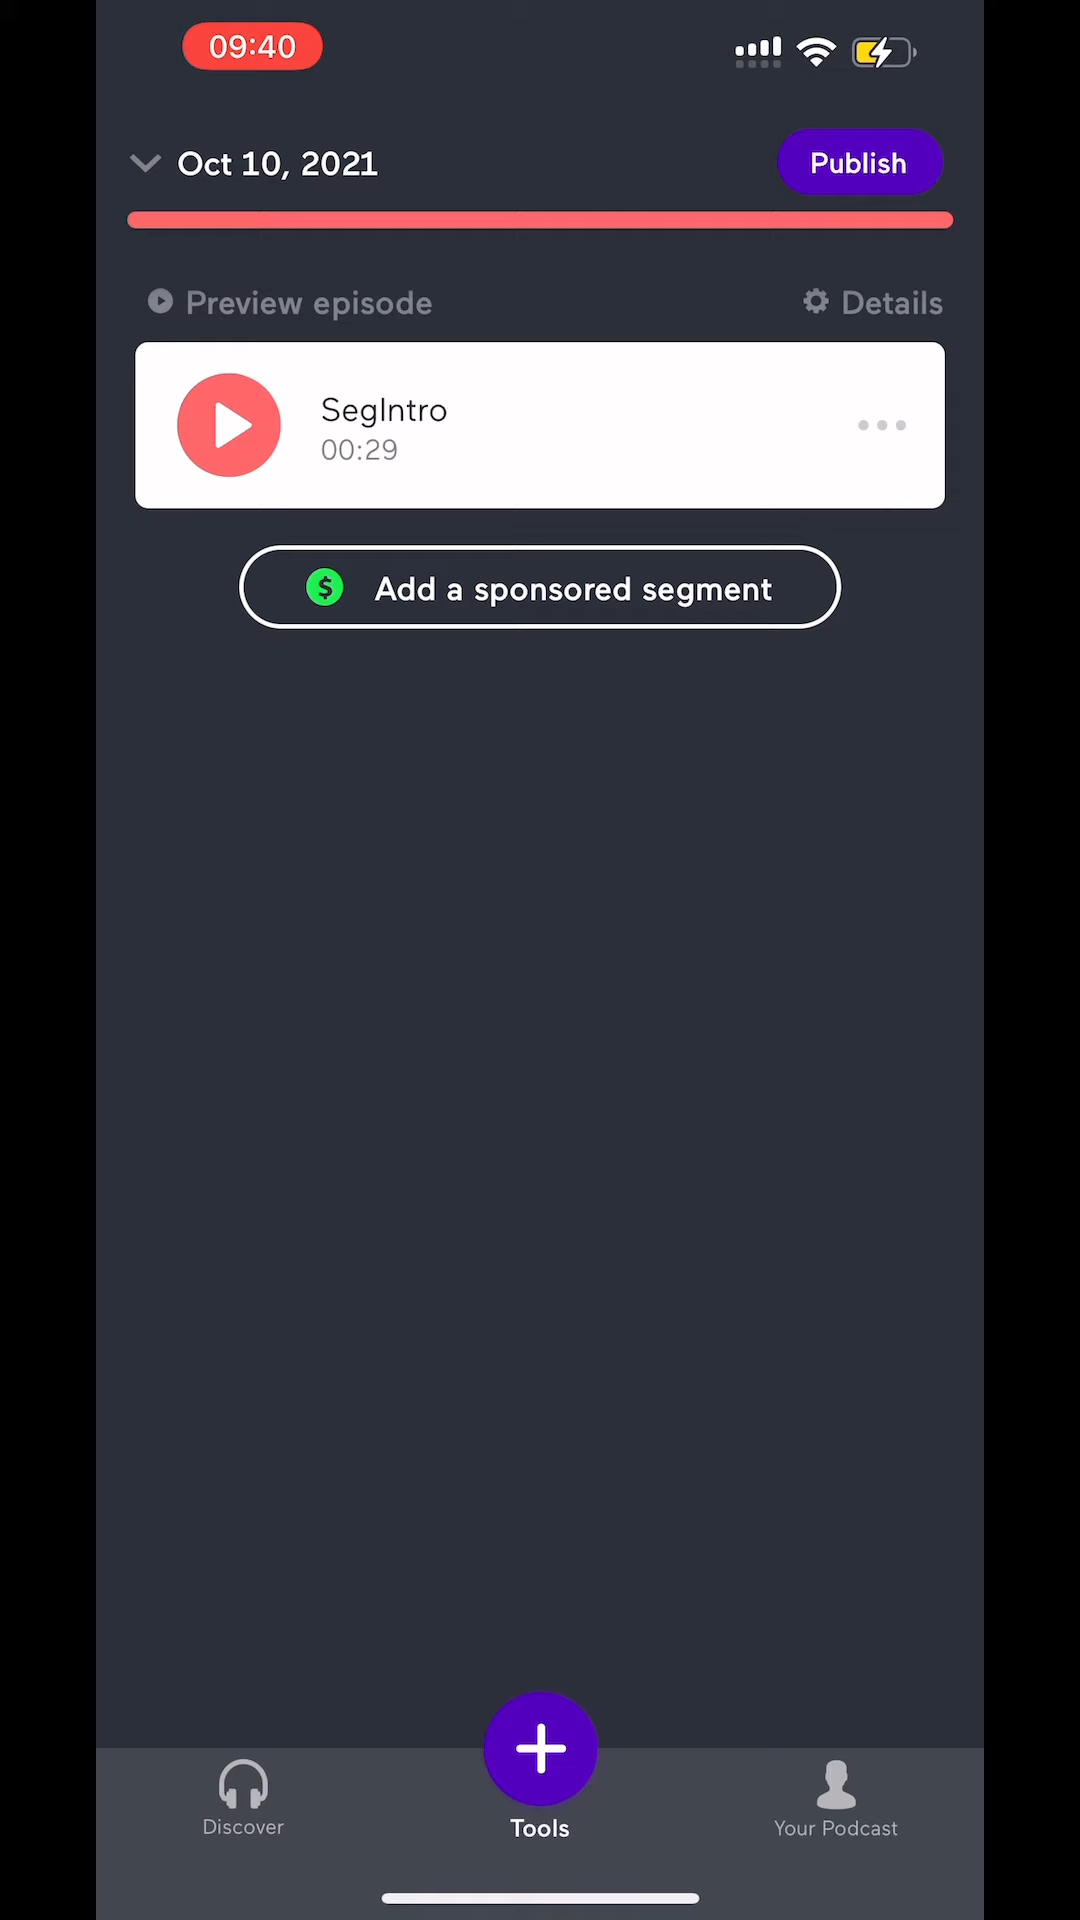 09:40
Oct 10, 2021
Publish
Preview episode
Details
SegIntro
00:29
$ Add a sponsored segment
Discover
Tools
Your Podcast